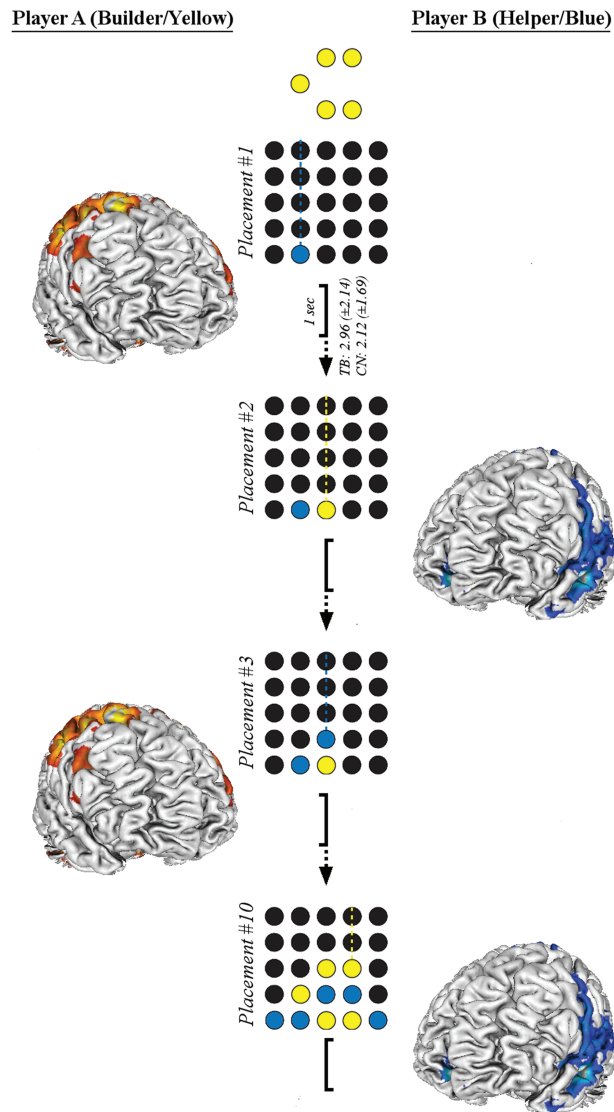 Player A (Builder/Yellow)
Player B (Helper/Blue)
Placement #1
1 sec
TB: 2.96 (±2.14)
CN: 2.12 (±1.69)
Placement #2
Placement #3
Placement #10